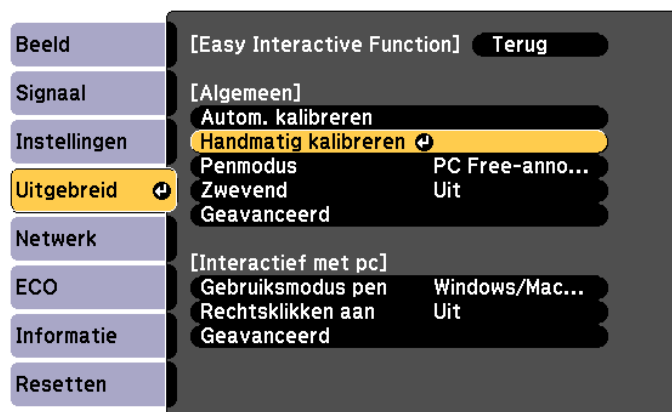 Beeld
Signaal
Instellingen
Uitgebreid
Netwerk
ECO
Informatie
Resetten
[Easy Interactive Function] Terug
[Algemeen]
Autom. kalibreren
Handmatig kalibreren
Penmodus PC Free-anno...
Zwevend Uit
Geavanceerd
[Interactief met pc]
Gebruiksmodus pen Windows/Mac...
Rechtsklikken aan Uit
Geavanceerd